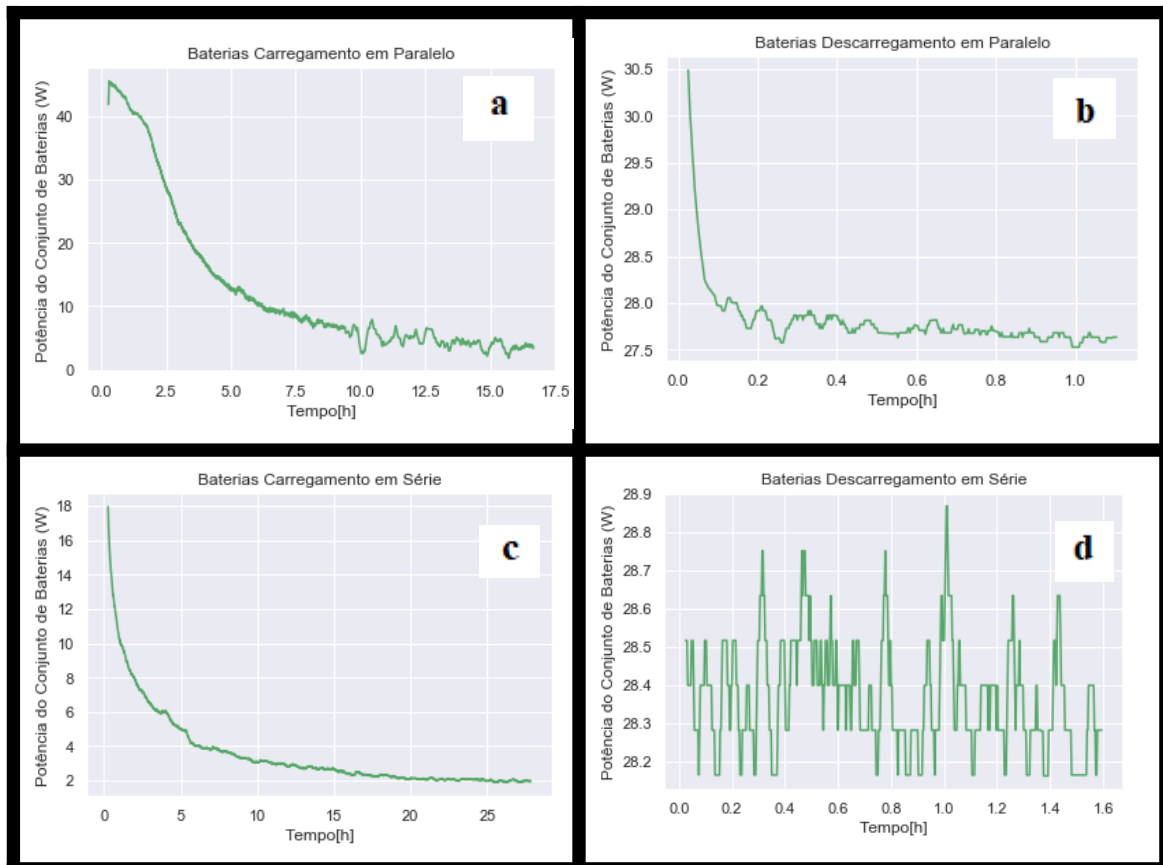 Baterias Carregamento em Paralelo
a
Potência do Conjunto de Baterias (W)
40
30
20
10
0
0.0 2.5 5.0 7.5 10.0 12.5 15.0 17.5
Tempo[h]
Baterias Descarregamento em Paralelo
b
Potência do Conjunto de Baterias (W)
30.5
30.0
29.5
29.0
28.5
28.0
27.5
0.0 0.2 0.4 0.6 0.8 1.0
Tempo[h]
Baterias Carregamento em Série
c
Potência do Conjunto de Baterias (W)
18
16
14
12
10
8
6
4
2
0 5 10 15 20 25
Tempo[h]
Baterias Descarregamento em Série
d
Potência do Conjunto de Baterias (W)
28.9
28.8
28.7
28.6
28.5
28.4
28.3
28.2
0.0 0.2 0.4 0.6 0.8 1.0 1.2 1.4 1.6
Tempo[h]